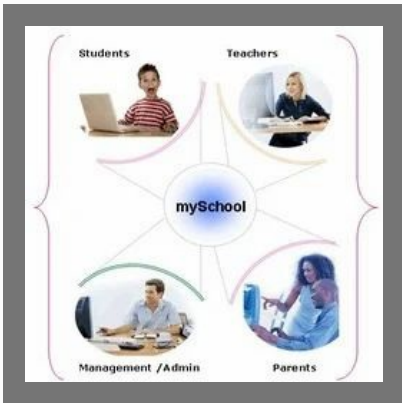 Students
Teachers
mySchool
Management /Admin
Parents